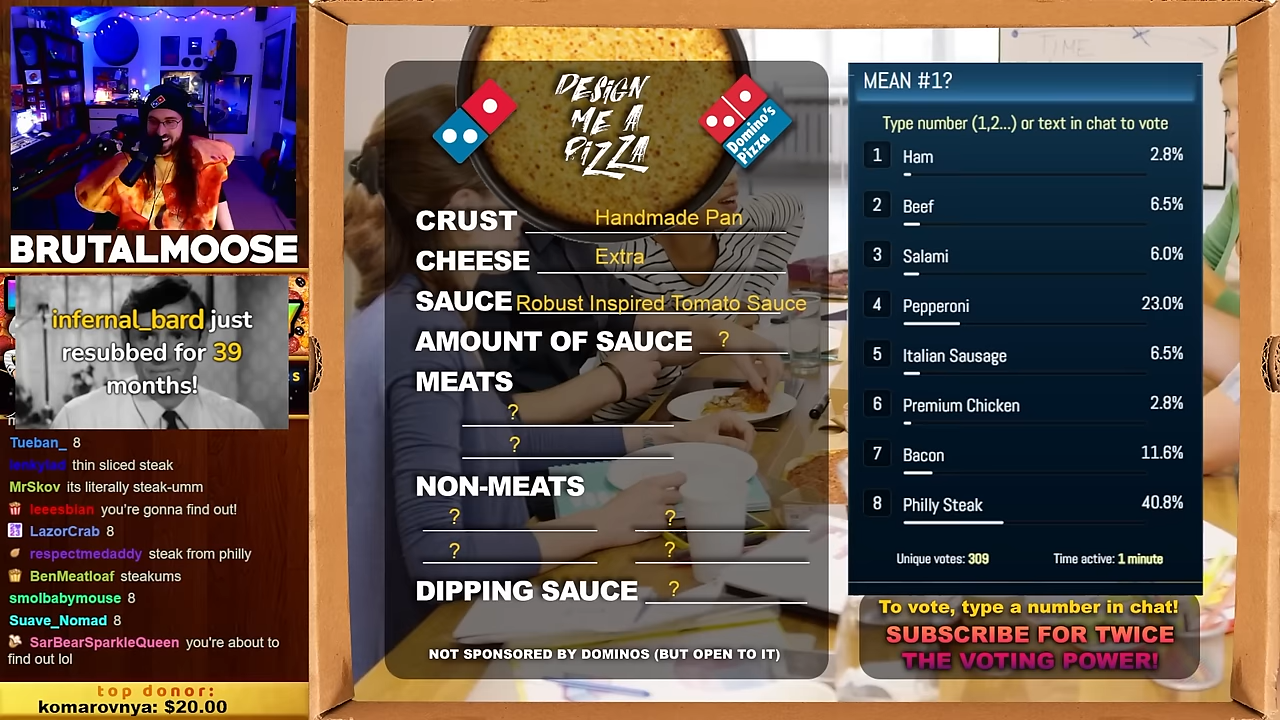 BRUTALMOOSE
infernal_bard just
resubbed for 39
months!
Tueban_ 8
thin sliced steak
MrSkov its literally steak-umm
leeesbian you're gonna find out!
LazorCrab 8
respectmedaddy steak from philly
BenMeatloaf steakums
smolbabymouse 8
Suave_Nomad 8
SarBearSparkleQueen you're about to
find out lol
top donor:
komarovnya: $20.00
TIME
DESIGN
ME A
PIZZA
Domino's
Pizza
CRUST Handmade Pan
CHEESE Extra
SAUCE Robust Inspired Tomato Sauce
AMOUNT OF SAUCE ?
MEATS
?
?
NON-MEATS
? ?
? ?
DIPPING SAUCE ?
NOT SPONSORED BY DOMINOS (BUT OPEN TO IT)
MEAN #1?
Type number (1,2...) or text in chat to vote
1 Ham 2.8%
2 Beef 6.5%
3 Salami 6.0%
4 Pepperoni 23.0%
5 Italian Sausage 6.5%
6 Premium Chicken 2.8%
7 Bacon 11.6%
8 Philly Steak 40.8%
Unique votes: 309 Time active: 1 minute
To vote, type a number in chat!
SUBSCRIBE FOR TWICE
THE VOTING POWER!